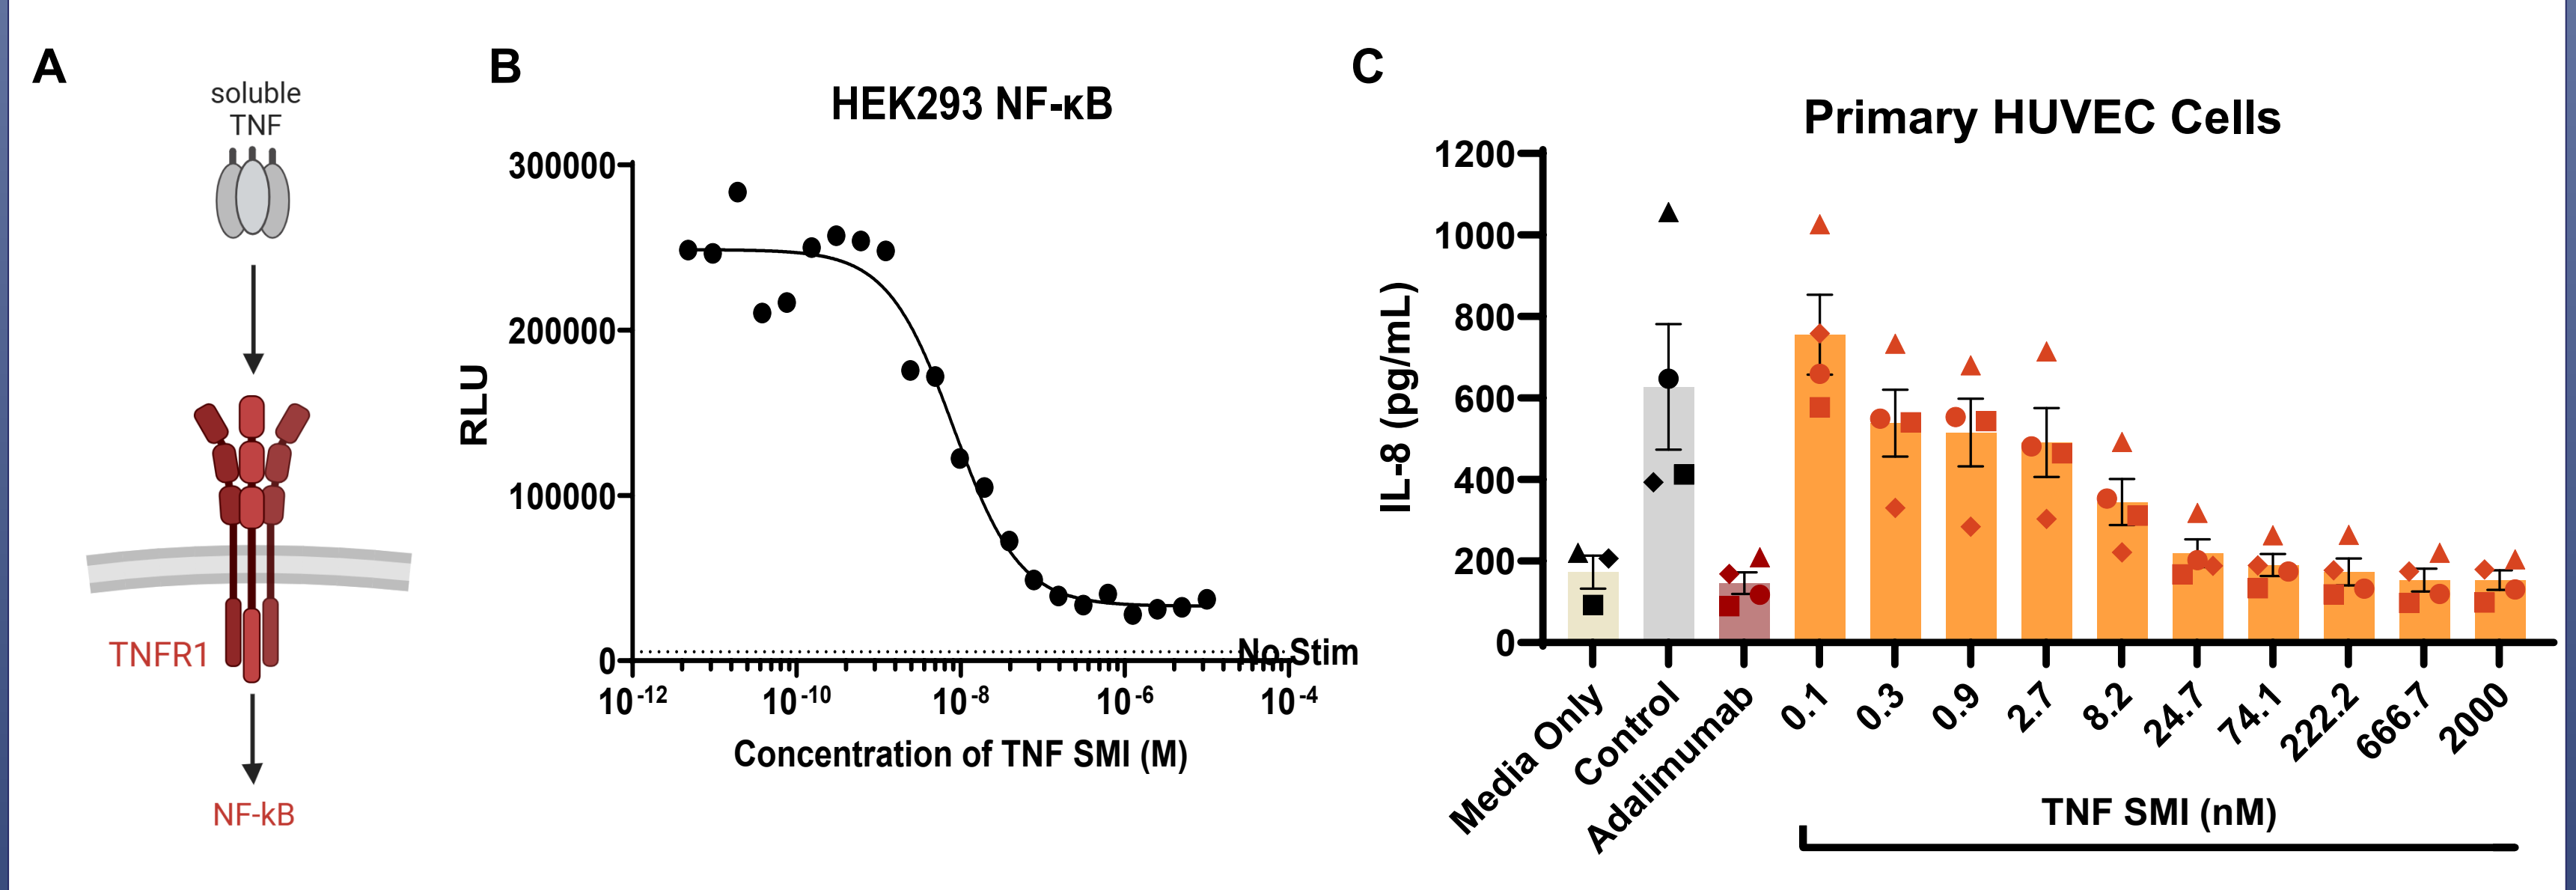 A
soluble
TNF
TNFR1
NF-kB
B
HEK293 NF-κB
300000
200000
100000
0
RLU
No Stim
10-12
10-10
10-8
10-6
10-4
Concentration of TNF SMI (M)
C
Primary HUVEC Cells
1200
1000
800
600
400
200
0
IL-8 (pg/mL)
Media Only
Control
Adalimumab
0.1
0.3
0.9
2.7
8.2
24.7
74.1
222.2
666.7
2000
TNF SMI (nM)